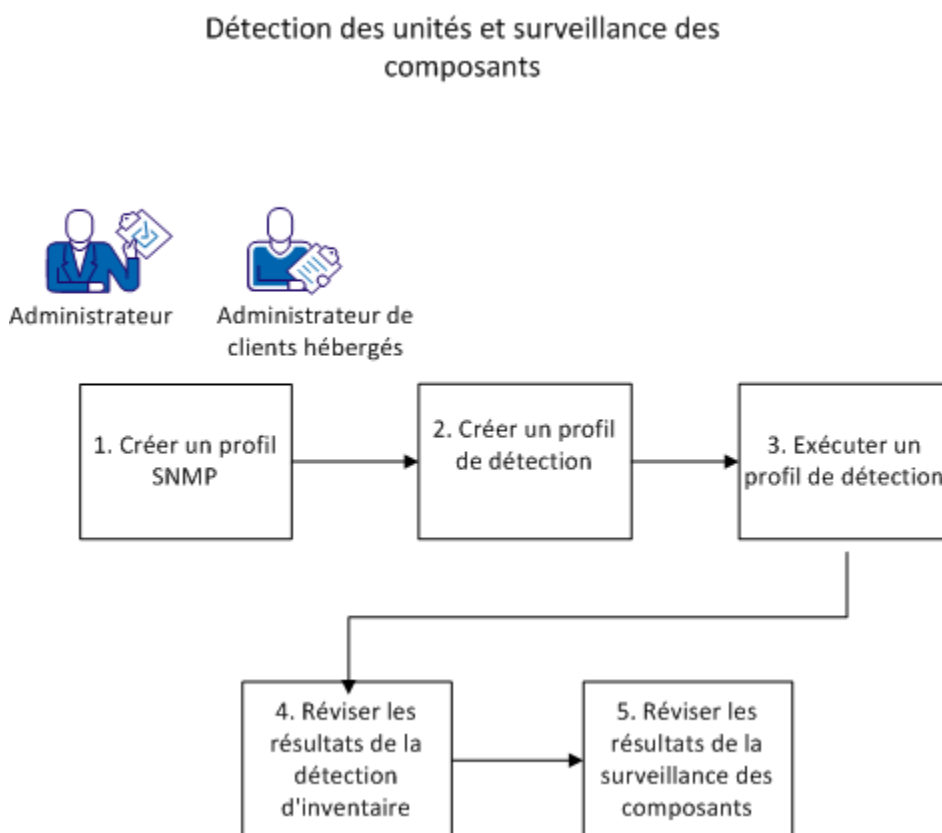 Détection des unités et surveillance des
composants
Administrateur
Administrateur de
clients hébergés
1. Créer un profil
SNMP
2. Créer un profil
de détection
3. Exécuter un
profil de détection
4. Réviser les
résultats de la
détection
d'inventaire
5. Réviser les
résultats de la
surveillance des
composants